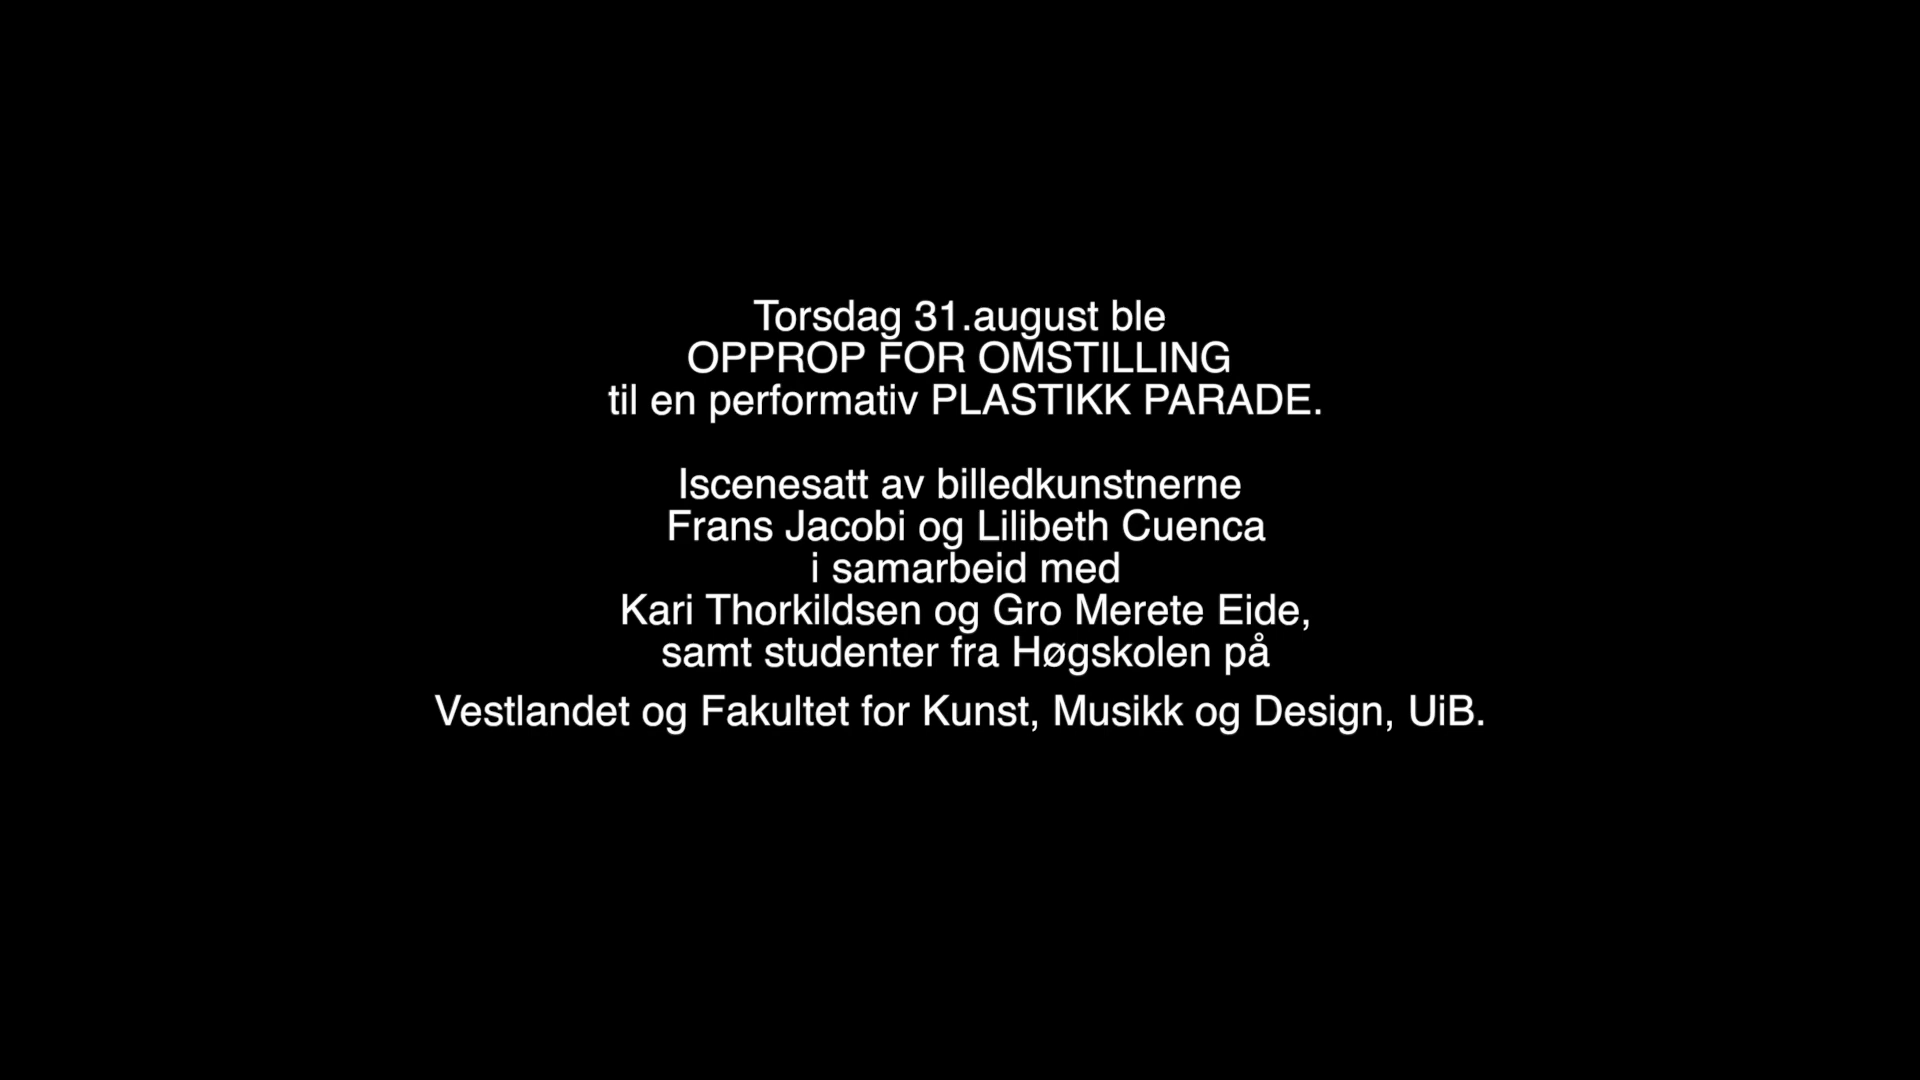 Torsdag 31.august ble
OPPROP FOR OMSTILLING
til en performativ PLASTIKK PARADE.
Iscenesatt av billedkunstnerne
Frans Jacobi og Lilibeth Cuenca
i samarbeid med
Kari Thorkildsen og Gro Merete Eide,
samt studenter fra Høgskolen på
Vestlandet og Fakultet for Kunst, Musikk og Design, UiB.